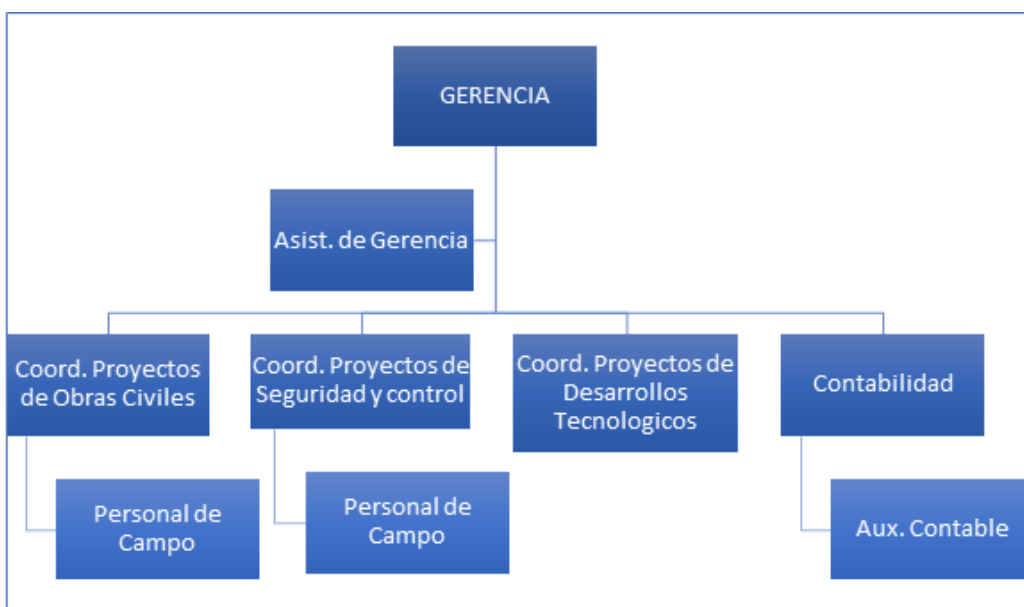 GERENCIA
Asist. de Gerencia
Coord. Proyectos
de Obras Civiles
Coord. Proyectos de
Seguridad y control
Coord. Proyectos de
Desarrollos
Tecnologicos
Contabilidad
Personal de
Campo
Personal de
Campo
Aux. Contable